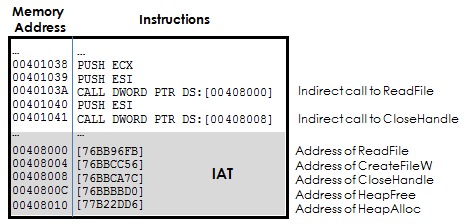 Memory Address Instructions
… …
00401038 PUSH ECX
00401039 PUSH ESI
0040103A CALL DWORD PTR DS:[00408000] Indirect call to ReadFile
00401040 PUSH ESI
00401041 CALL DWORD PTR DS:[00408008] Indirect call to CloseHandle
… …
00408000 [76BB96FB] Address of ReadFile
00408004 [76BBCC56] Address of CreateFileW
00408008 [76BBCA7C] IAT Address of CloseHandle
0040800C [76BBBBD0] Address of HeapFree
00408010 [77B22DD6] Address of HeapAlloc